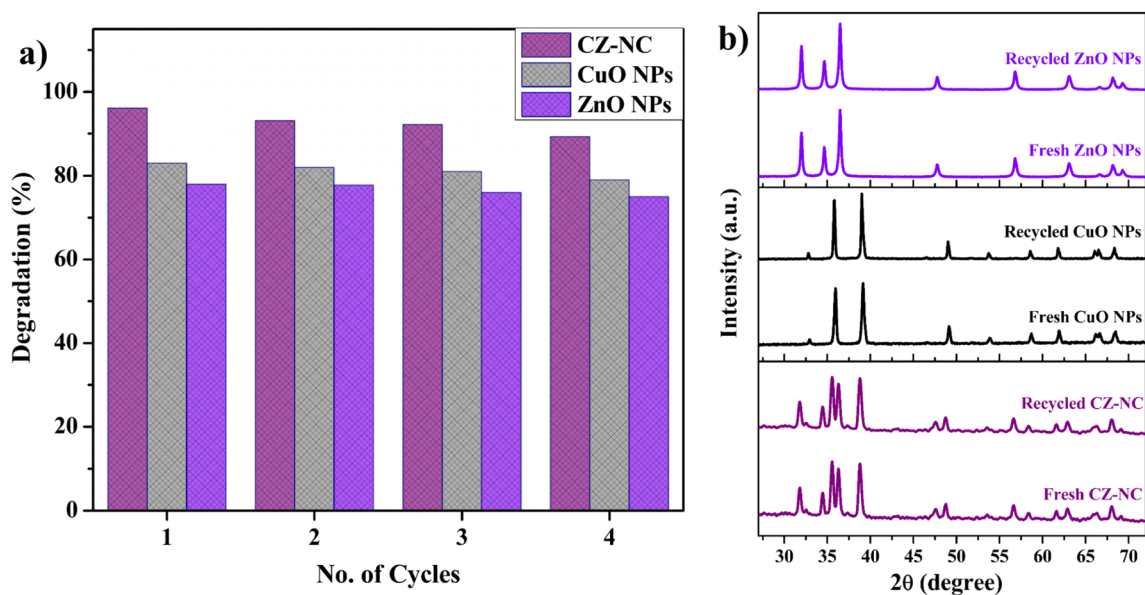 a)
CZ-NC
CuO NPs
ZnO NPs
Degradation (%)
100
80
60
40
20
0
1 2 3 4
No. of Cycles
b)
Recycled ZnO NPs
Fresh ZnO NPs
Recycled CuO NPs
Fresh CuO NPs
Recycled CZ-NC
Fresh CZ-NC
Intensity (a.u.)
30 35 40 45 50 55 60 65 70
2θ (degree)